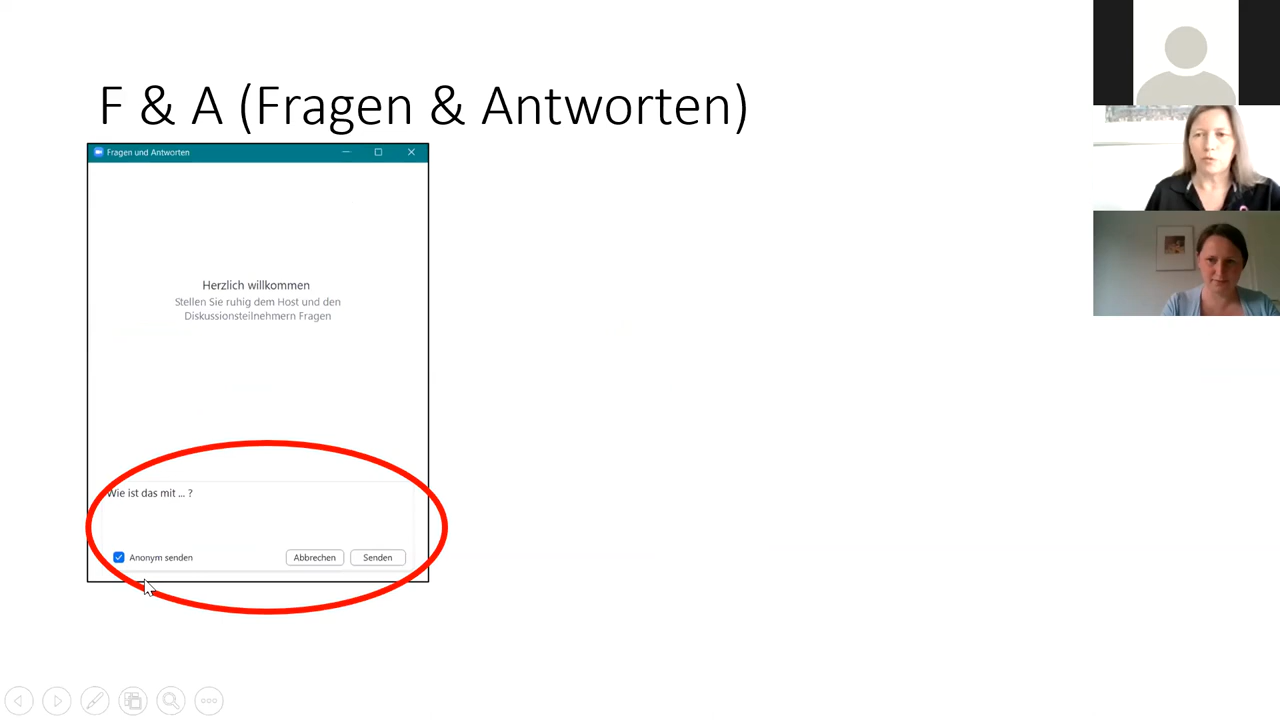 F & A (Fragen & Antworten)
Fragen und Antworten
Herzlich willkommen
Stellen Sie ruhig dem Host und den
Diskussionsteilnehmern Fragen
Wie ist das mit ... ?
Anonym senden
Abbrechen
Senden